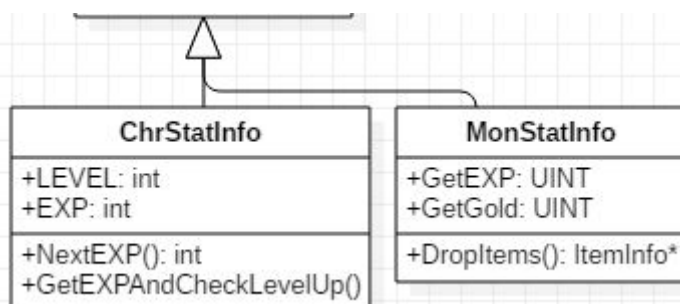 ChrStatInfo
+LEVEL: int
+EXP: int
+NextEXP(): int
+GetEXPAndCheckLevelUp()
MonStatInfo
+GetEXP: UINT
+GetGold: UINT
+DropItems(): ItemInfo*